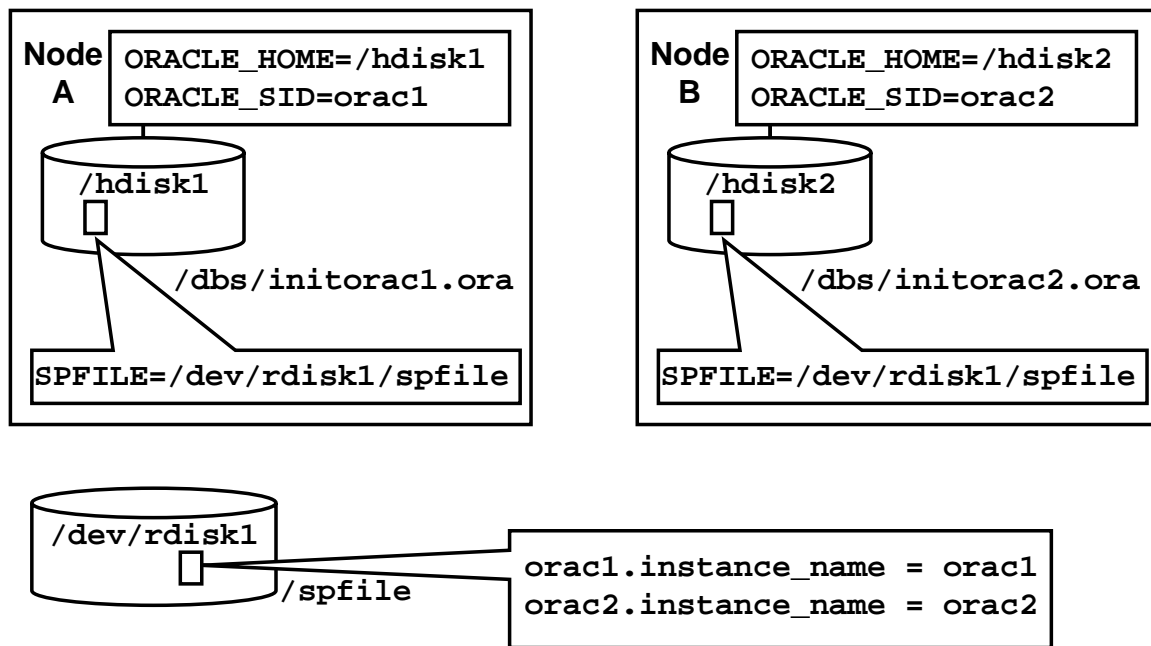 Node
A
ORACLE_HOME=/hdisk1
ORACLE_SID=orac1
/hdisk1
/dbs/initorac1.ora
SPFILE=/dev/rdisk1/spfile
Node
B
ORACLE_HOME=/hdisk2
ORACLE_SID=orac2
/hdisk2
/dbs/initorac2.ora
SPFILE=/dev/rdisk1/spfile
/dev/rdisk1
/spfile
orac1.instance_name = orac1
orac2.instance_name = orac2